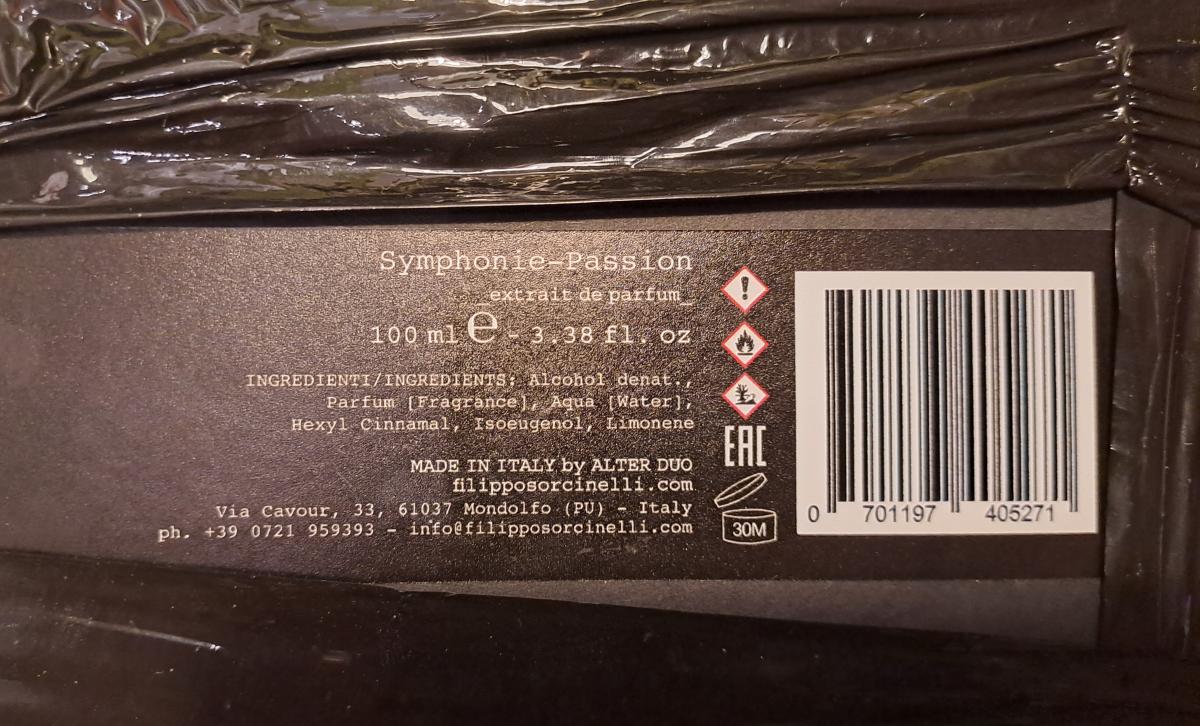 Symphonie-Passion
_extrait de parfum_
100 ml ℮ - 3.38 fl. oz
INGREDIENTI/INGREDIENTS: Alcohol denat.,
Parfum [Fragrance], Aqua [Water],
Hexyl Cinnamal, Isoeugenol, Limonene
MADE IN ITALY by ALTER DUO
filipposorcinelli.com
Via Cavour, 33, 61037 Mondolfo (PU) - Italy
ph. +39 0721 959393 - info@filipposorcinelli.com
EAC
30M
0 701197 405271